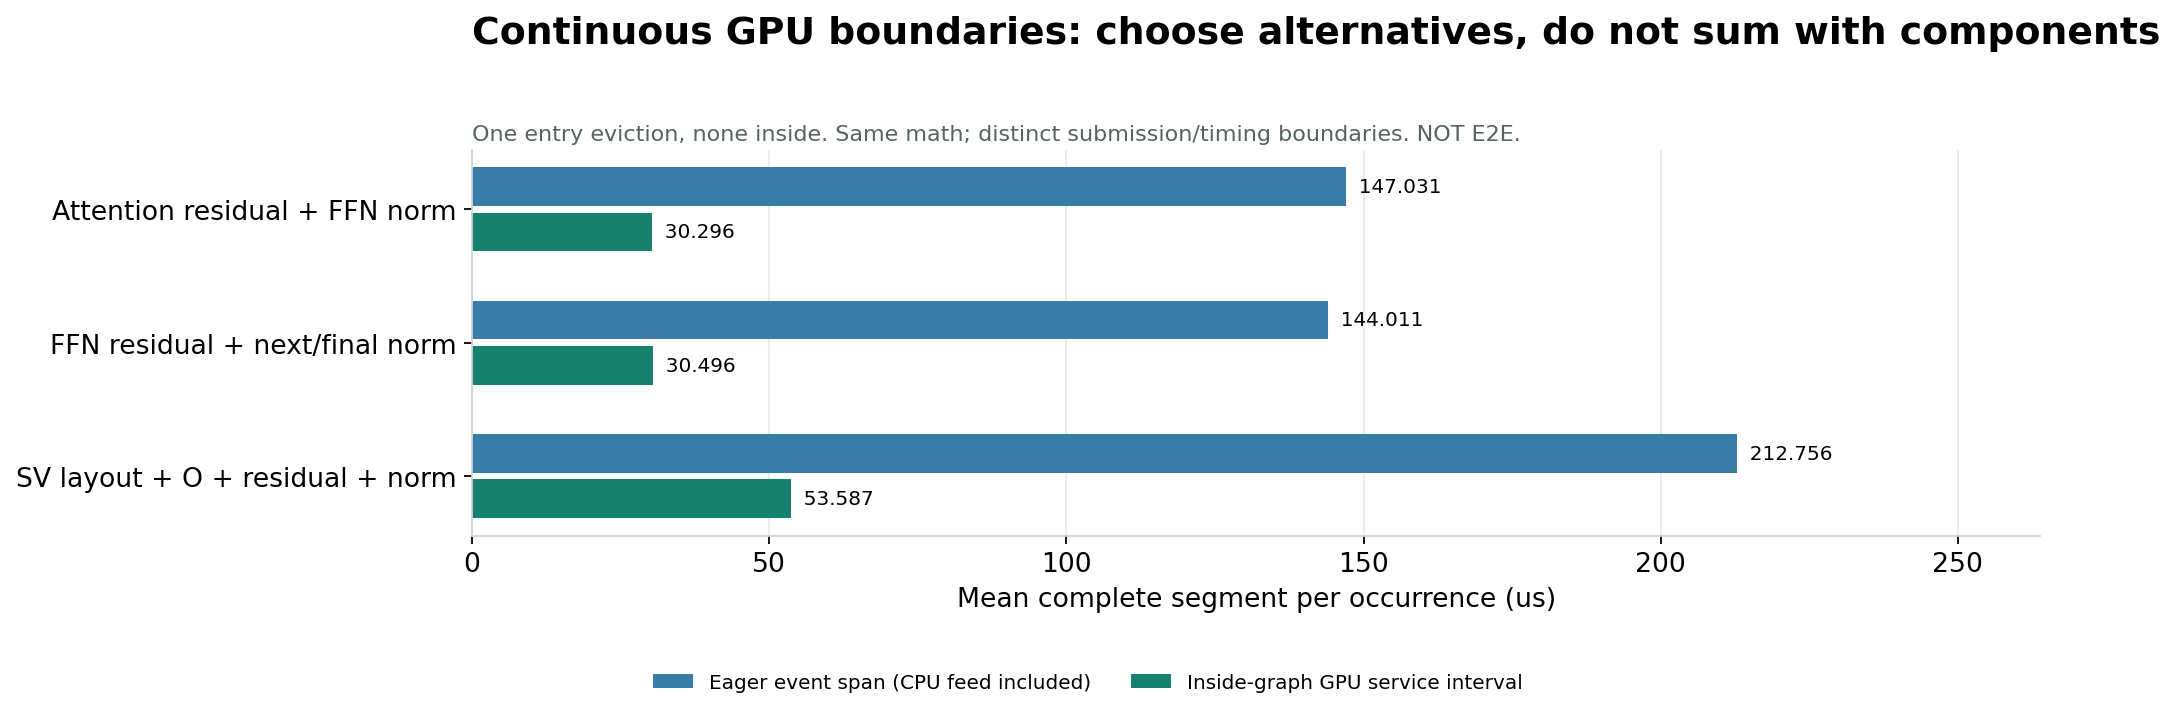 Continuous GPU boundaries: choose alternatives, do not sum with components
One entry eviction, none inside. Same math; distinct submission/timing boundaries. NOT E2E.
Attention residual + FFN norm
147.031
30.296
FFN residual + next/final norm
144.011
30.496
SV layout + O + residual + norm
212.756
53.587
0 50 100 150 200 250
Mean complete segment per occurrence (us)
Eager event span (CPU feed included) Inside-graph GPU service interval